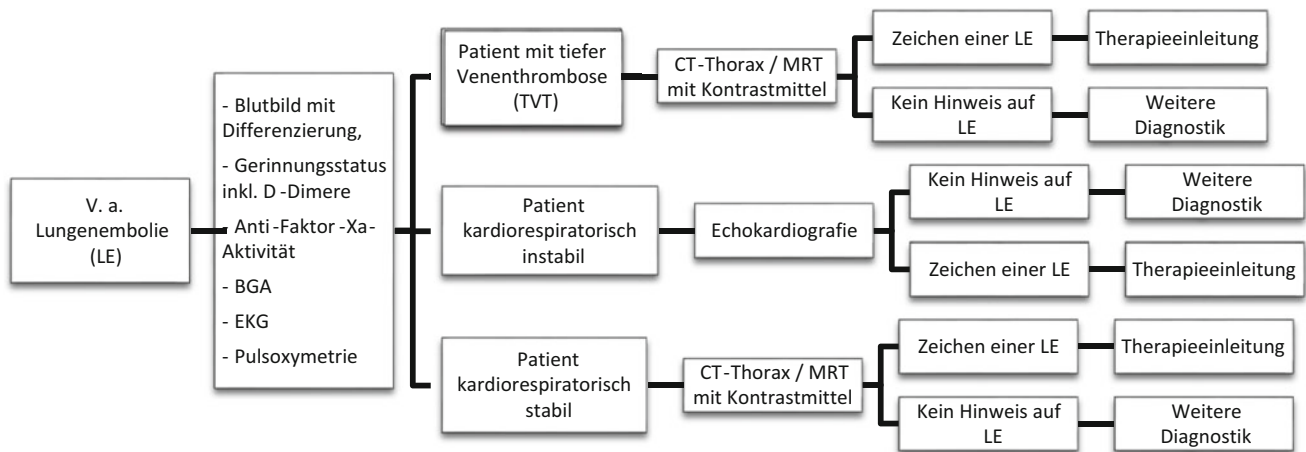 V. a.
Lungenembolie
(LE)
- Blutbild mit
Differenzierung,
- Gerinnungsstatus
inkl. D -Dimere
- Anti -Faktor -Xa-
Aktivität
- BGA
- EKG
- Pulsoxymetrie
Patient mit tiefer
Venenthrombose
(TVT)
CT -Thorax / MRT
mit Kontrastmittel
Zeichen einer LE
Therapieeinleitung
Kein Hinweis auf
LE
Weitere
Diagnostik
Patient
kardiorespiratorisch
instabil
Echokardiografie
Kein Hinweis auf
LE
Weitere
Diagnostik
Zeichen einer LE
Therapieeinleitung
Patient
kardiorespiratorisch
stabil
CT -Thorax / MRT
mit Kontrastmittel
Zeichen einer LE
Therapieeinleitung
Kein Hinweis auf
LE
Weitere
Diagnostik